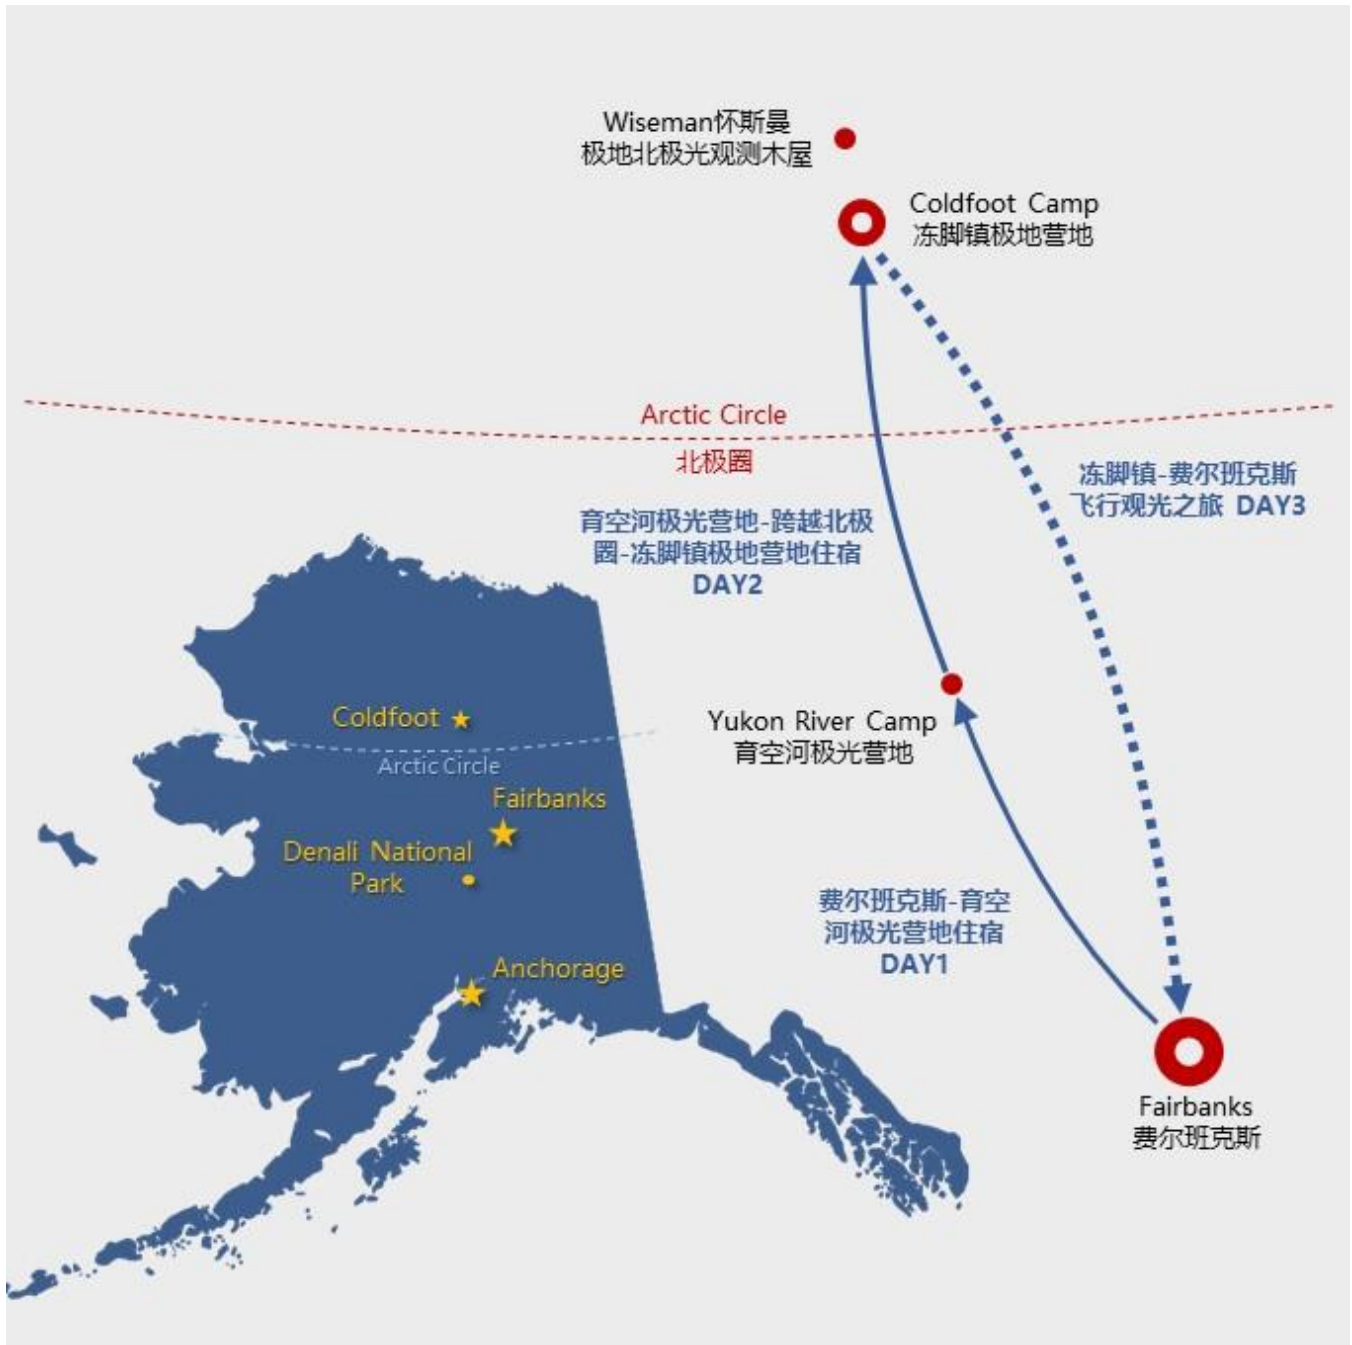 Wiseman怀斯曼
极地北极光观测木屋
Coldfoot Camp
冻脚镇极地营地
Arctic Circle
北极圈
冻脚镇-费尔班克斯
飞行观光之旅 DAY3
育空河极光营地-跨越北极
圈-冻脚镇极地营地住宿
DAY2
Coldfoot
Yukon River Camp
育空河极光营地
Arctic Circle
Fairbanks
Denali National
Park
费尔班克斯-育空
河极光营地住宿
DAY1
Anchorage
Fairbanks
费尔班克斯